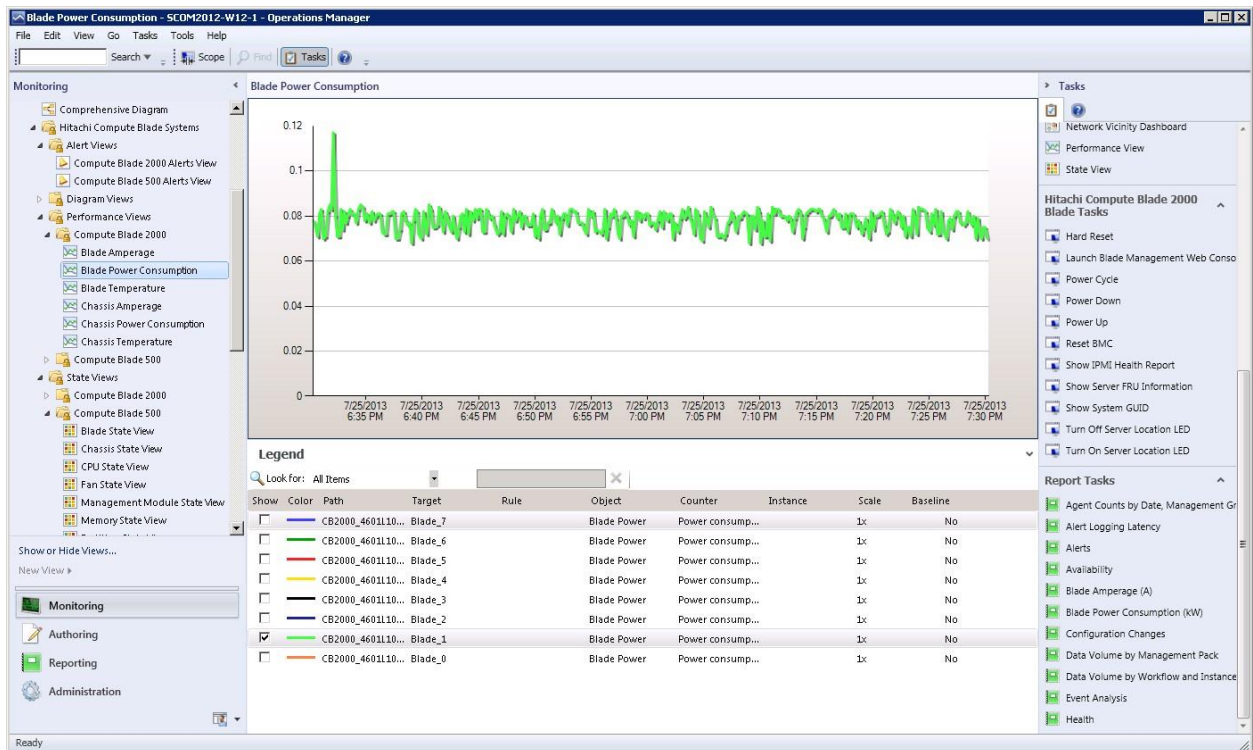 Blade Power Consumption - SCOM2012-W12-1 - Operations Manager
File Edit View Go Tasks Tools Help
Search Scope Find Tasks
Monitoring
Comprehensive Diagram
Hitachi Compute Blade Systems
Alert Views
Compute Blade 2000 Alerts View
Compute Blade 500 Alerts View
Diagram Views
Performance Views
Compute Blade 2000
Blade Amperage
Blade Power Consumption
Blade Temperature
Chassis Amperage
Chassis Power Consumption
Chassis Temperature
Compute Blade 500
State Views
Compute Blade 2000
Compute Blade 500
Blade State View
Chassis State View
CPU State View
Fan State View
Management Module State View
Memory State View
Show or Hide Views...
New View
Monitoring
Authoring
Reporting
Administration
Ready
Blade Power Consumption
0.12
0.1
0.08
0.06
0.04
0.02
0
7/25/2013 7/25/2013 7/25/2013 7/25/2013 7/25/2013 7/25/2013 7/25/2013 7/25/2013 7/25/2013 7/25/2013 7/25/2013 7/25/2013
6:35 PM 6:40 PM 6:45 PM 6:50 PM 6:55 PM 7:00 PM 7:05 PM 7:10 PM 7:15 PM 7:20 PM 7:25 PM 7:30 PM
Legend
Look for: All Items
Show Color Path Target Rule Object Counter Instance Scale Baseline
CB2000_4601L10... Blade_7 Blade Power Power consump... 1x No
CB2000_4601L10... Blade_6 Blade Power Power consump... 1x No
CB2000_4601L10... Blade_5 Blade Power Power consump... 1x No
CB2000_4601L10... Blade_4 Blade Power Power consump... 1x No
CB2000_4601L10... Blade_3 Blade Power Power consump... 1x No
CB2000_4601L10... Blade_2 Blade Power Power consump... 1x No
CB2000_4601L10... Blade_1 Blade Power Power consump... 1x No
CB2000_4601L10... Blade_0 Blade Power Power consump... 1x No
Tasks
Network Vicinity Dashboard
Performance View
State View
Hitachi Compute Blade 2000
Blade Tasks
Hard Reset
Launch Blade Management Web Conso
Power Cycle
Power Down
Power Up
Reset BMC
Show IPMI Health Report
Show Server FRU Information
Show System GUID
Turn Off Server Location LED
Turn On Server Location LED
Report Tasks
Agent Counts by Date, Management Gr
Alert Logging Latency
Alerts
Availability
Blade Amperage (A)
Blade Power Consumption (kW)
Configuration Changes
Data Volume by Management Pack
Data Volume by Workflow and Instance
Event Analysis
Health